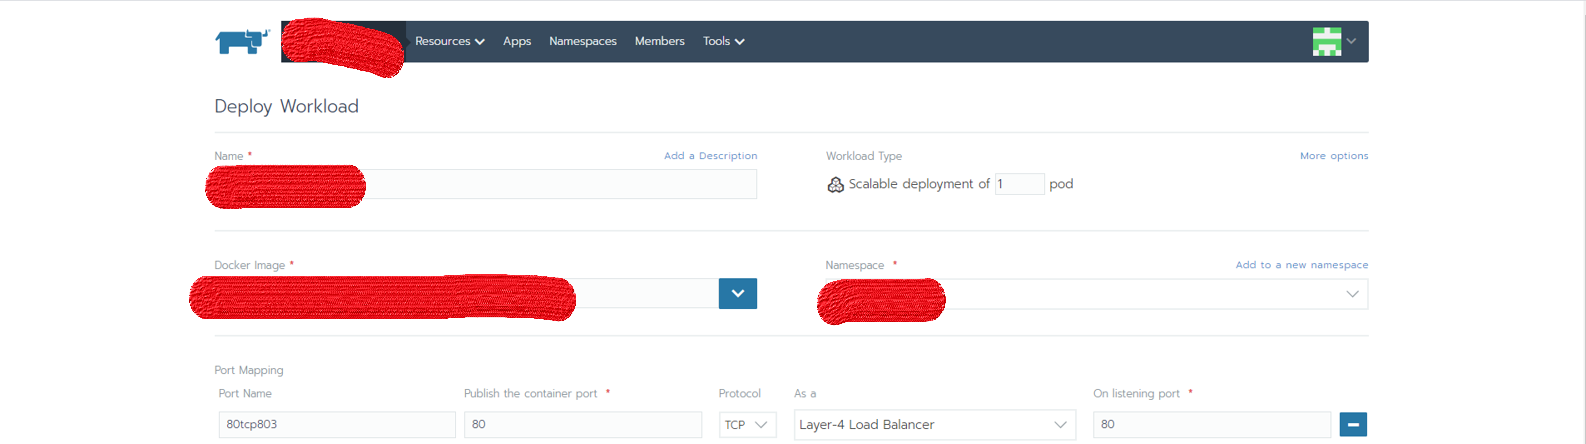 Resources Apps Namespaces Members Tools
Deploy Workload
Name * Add a Description Workload Type More options
Scalable deployment of 1 pod
Docker Image * Namespace * Add to a new namespace
Port Mapping
Port Name Publish the container port * Protocol As a On listening port *
80tcp803 80 TCP Layer-4 Load Balancer 80